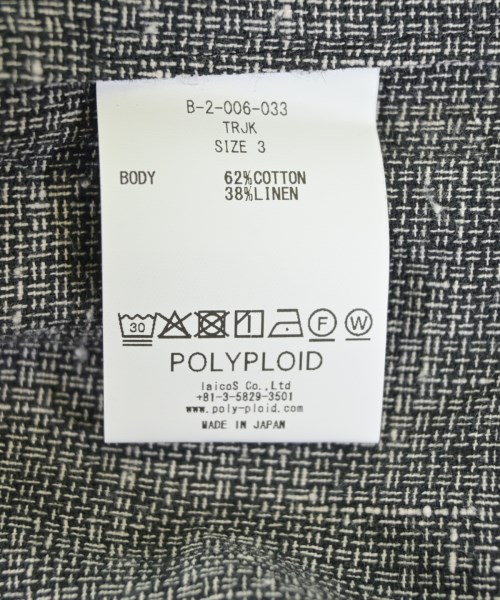 B-2-006-033
TRJK
SIZE 3
BODY 62%COTTON
38%LINEN
30 F W
POLYPLOID
laicoS Co.,Ltd
+81-3-5829-3501
www.poly-ploid.com
MADE IN JAPAN